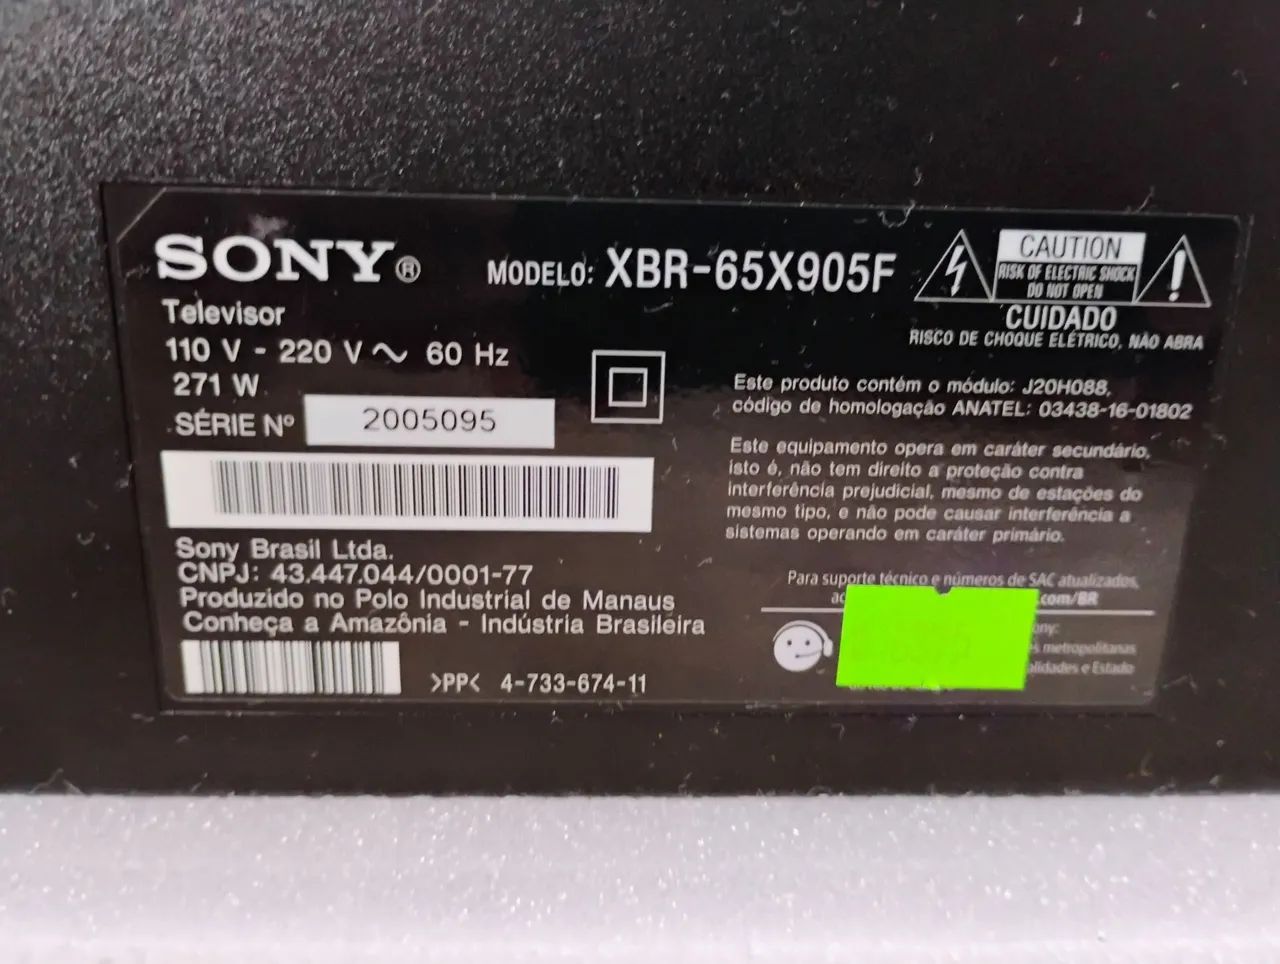 SONY®
MODELO: XBR-65X905F
CAUTION
RISK OF ELECTRIC SHOCK
DO NOT OPEN
CUIDADO
RISCO DE CHOQUE ELÉTRICO, NÃO ABRA
Televisor
110 V - 220 V ~ 60 Hz
271 W
SÉRIE Nº 2005095
Este produto contém o módulo: J20H088,
código de homologação ANATEL: 03438-16-01802
Este equipamento opera em caráter secundário,
isto é, não tem direito a proteção contra
interferência prejudicial, mesmo de estações do
mesmo tipo, e não pode causar interferência a
sistemas operando em caráter primário.
Sony Brasil Ltda.
CNPJ: 43.447.044/0001-77
Produzido no Polo Industrial de Manaus
Conheça a Amazônia - Indústria Brasileira
>PP< 4-733-674-11
Para suporte técnico e números de SAC atualizados,
.com/BR
metropolitanas
e Estado